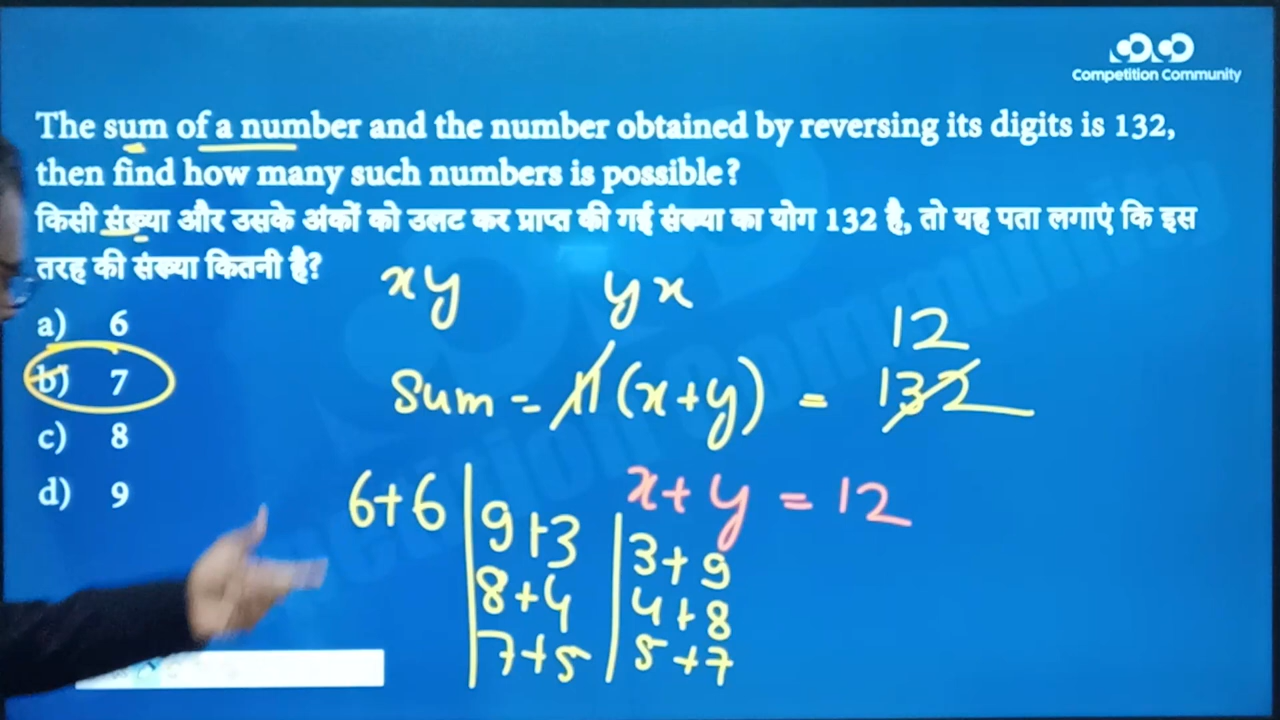 Competition Community
The sum of a number and the number obtained by reversing its digits is 132,
then find how many such numbers is possible?
किसी संख्या और उसके अंकों को उलट कर प्राप्त की गई संख्या का योग 132 है, तो यह पता लगाएं कि इस
तरह की संख्या कितनी है?
a) 6
b) 7
c) 8
d) 9
xy yx
12
Sum = 11(x+y) = 132
x+y = 12
6+6 9+3 3+9
8+4 4+8
7+5 5+7